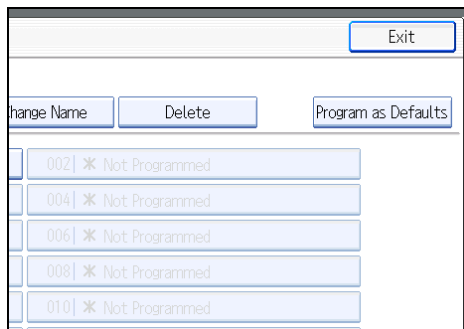 Exit
Change Name Delete Program as Defaults
002 ✱ Not Programmed
004 ✱ Not Programmed
006 ✱ Not Programmed
008 ✱ Not Programmed
010 ✱ Not Programmed